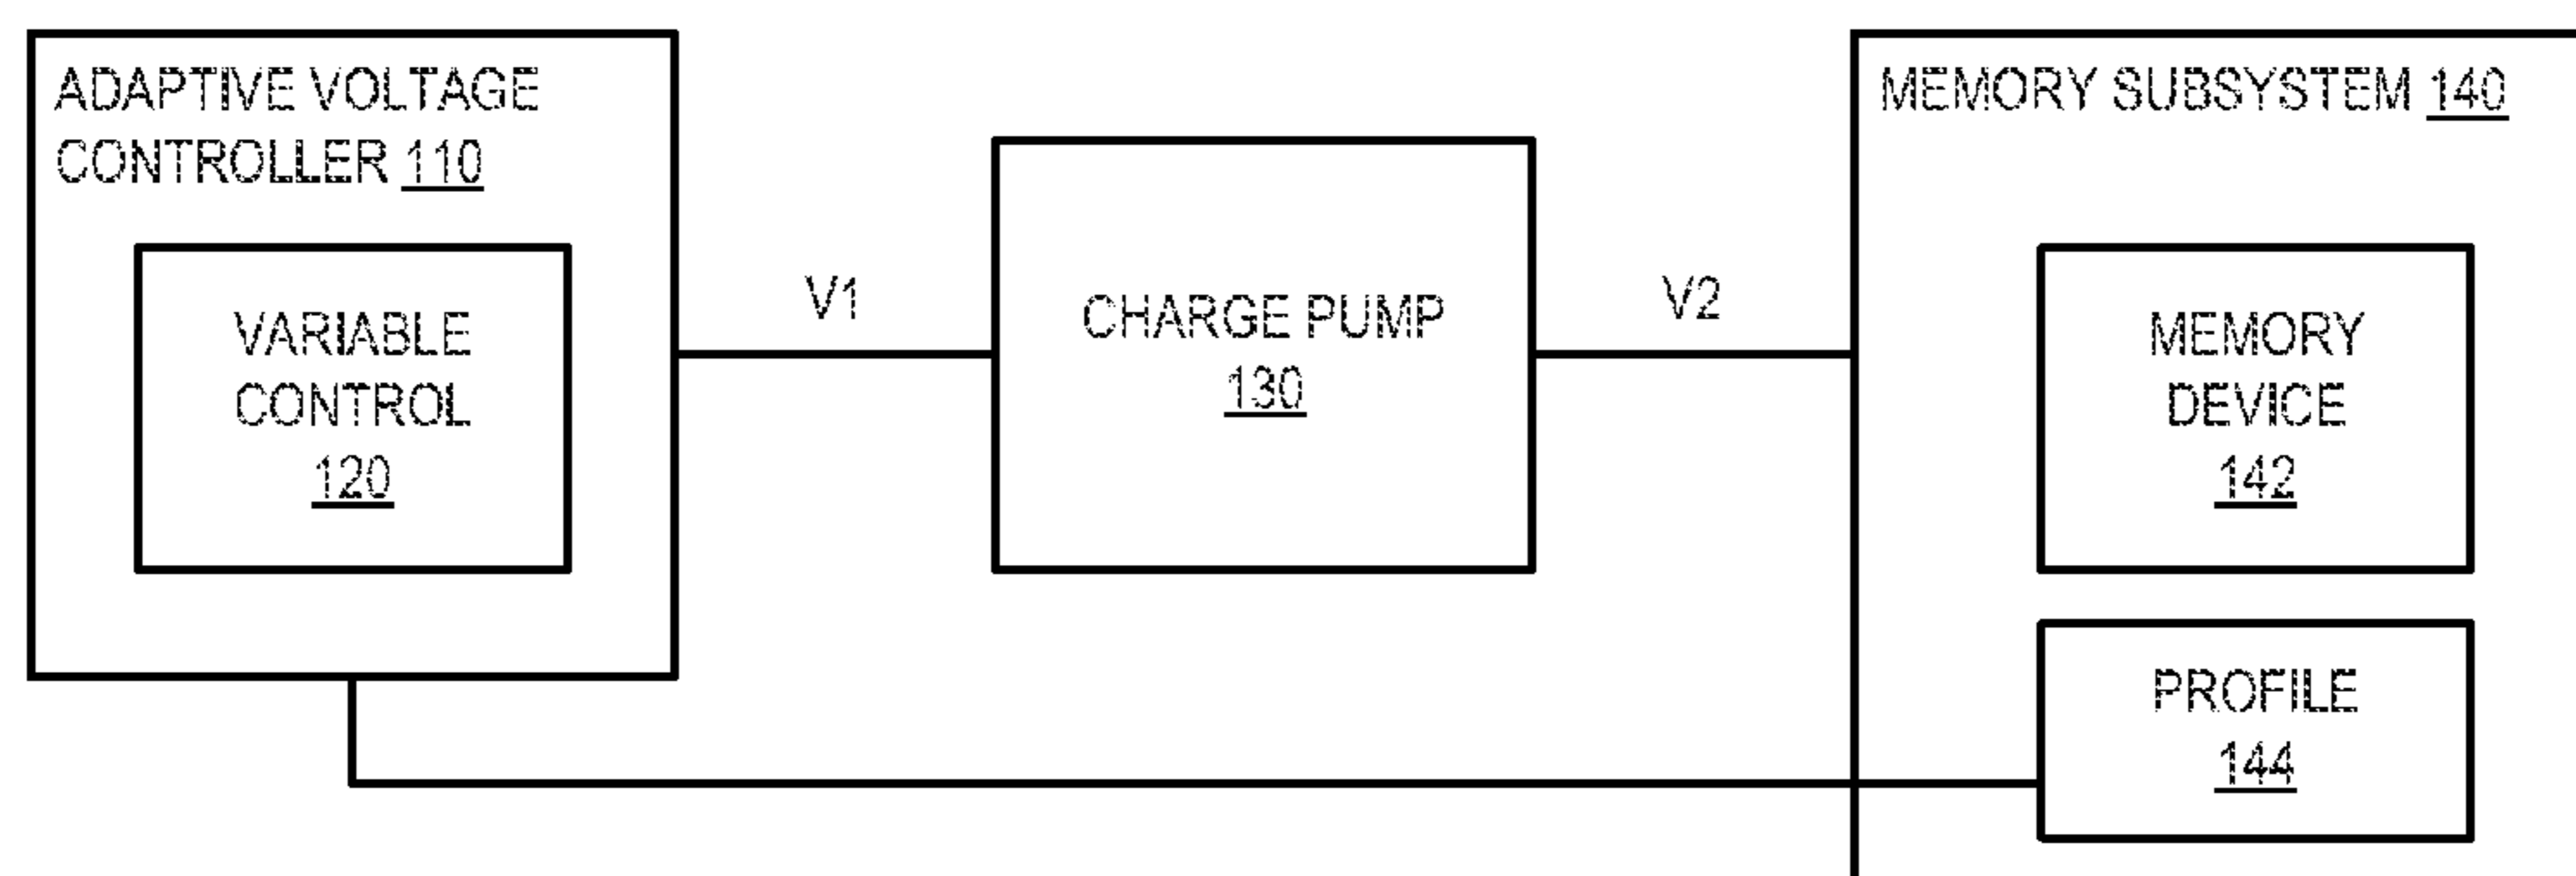 ADAPTIVE VOLTAGE
CONTROLLER 110
VARIABLE
CONTROL
120
V1
CHARGE PUMP
130
V2
MEMORY SUBSYSTEM 140
MEMORY
DEVICE
142
PROFILE
144